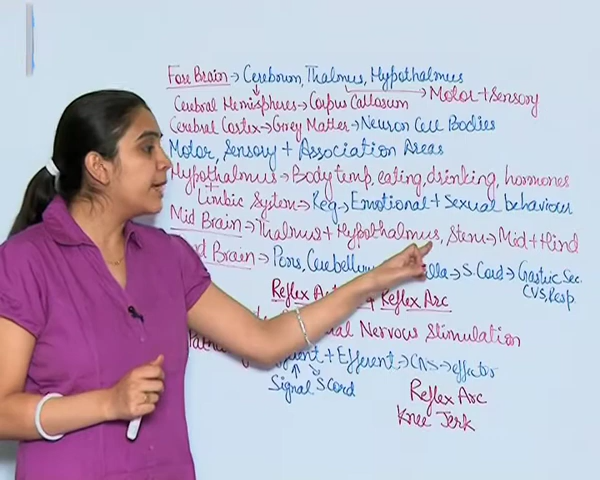 Fore Brain → Cerebrum, Thalmus, Hypothalmus
→ Motor + Sensory
Cerebral Hemispheres → Corpus Callosum
Cerebral Cortex → Grey Matter → Neuron Cell Bodies
Motor, Sensory + Association Areas
Hypothalmus → Body temp, eating, drinking, hormones
+
Limbic System → Reg → Emotional + Sexual behaviour
Mid Brain → Thalmus + Hypothalmus, Stem → Mid + Hind
Brain → Pons, → S. Cord → Gastric Sec.
CVS, Resp.
Reflex Reflex Arc
Nervous Stimulation
+ Efferent → CNS → effector
Signal S Cord
Reflex Arc
Knee Jerk